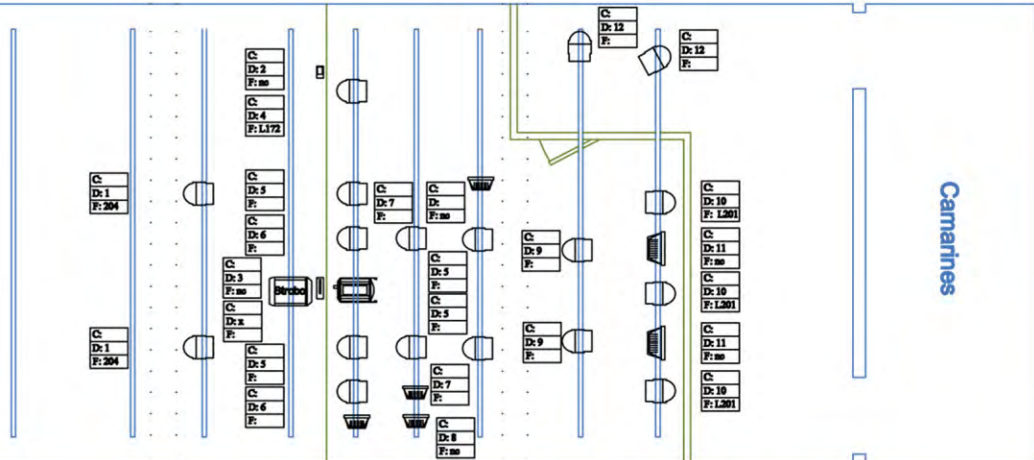 C:
D: 12
F:
C:
D: 12
F:
C:
D: 2
F: no
C:
D: 4
F: L172
C:
D: 1
F: 204
C:
D: 5
F:
C:
D: 6
F:
C:
D: 7
F:
C:
D:
F: no
C:
D: 10
F: L201
C:
D: 9
F:
C:
D: 11
F: no
C:
D: 3
F: no
Strobo
C:
D: 5
F:
C:
D: 5
F:
C:
D: 10
F: L201
C:
D: x
F:
C:
D: 1
F: 204
C:
D: 5
F:
C:
D: 9
F:
C:
D: 11
F: no
C:
D: 6
F:
C:
D: 7
F:
C:
D: 10
F: L201
C:
D: 8
F: no
Camarines